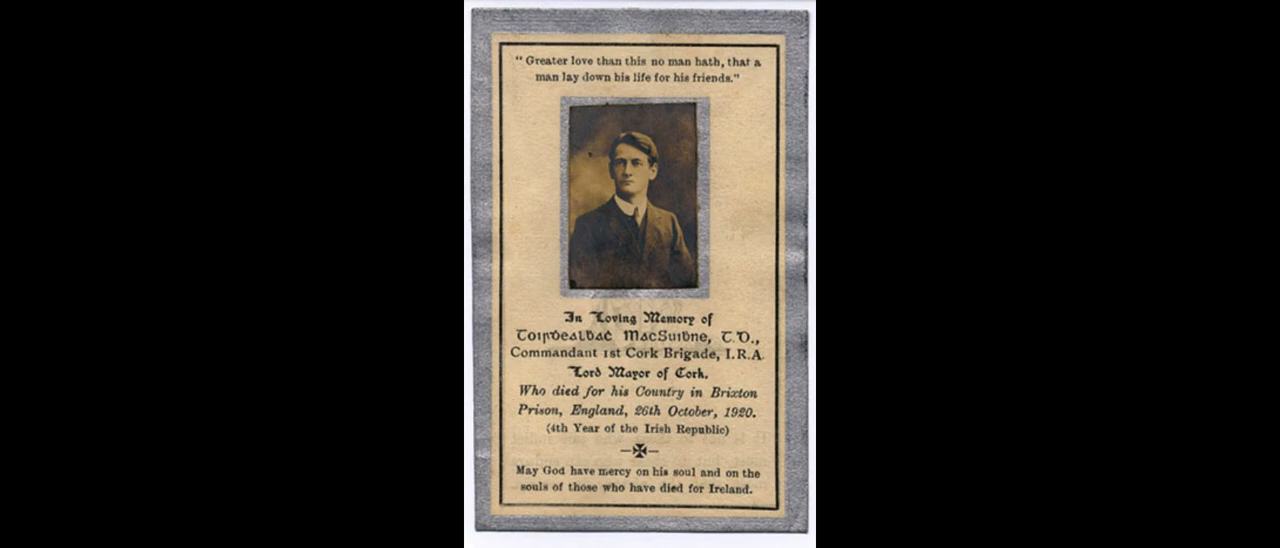 " Greater love than this no man hath, that a
man lay down his life for his friends."
In Loving Memory of
Toirḋealḃaċ MacSuiḃne, T.D.,
Commandant 1st Cork Brigade, I.R.A.
Lord Mayor of Cork.
Who died for his Country in Brixton
Prison, England, 26th October, 1920.
(4th Year of the Irish Republic)
May God have mercy on his soul and on the
souls of those who have died for Ireland.